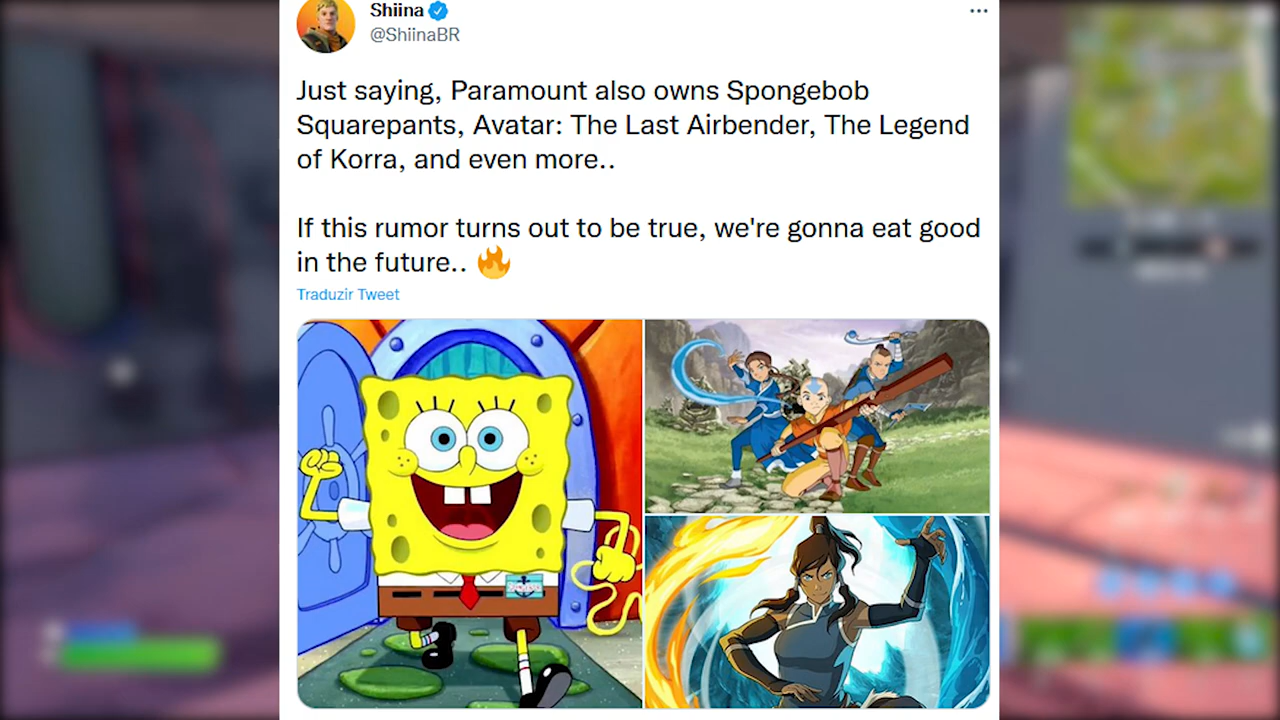 Shiina
@ShiinaBR
Just saying, Paramount also owns Spongebob
Squarepants, Avatar: The Last Airbender, The Legend
of Korra, and even more..
If this rumor turns out to be true, we're gonna eat good
in the future.. 🔥
Traduzir Tweet